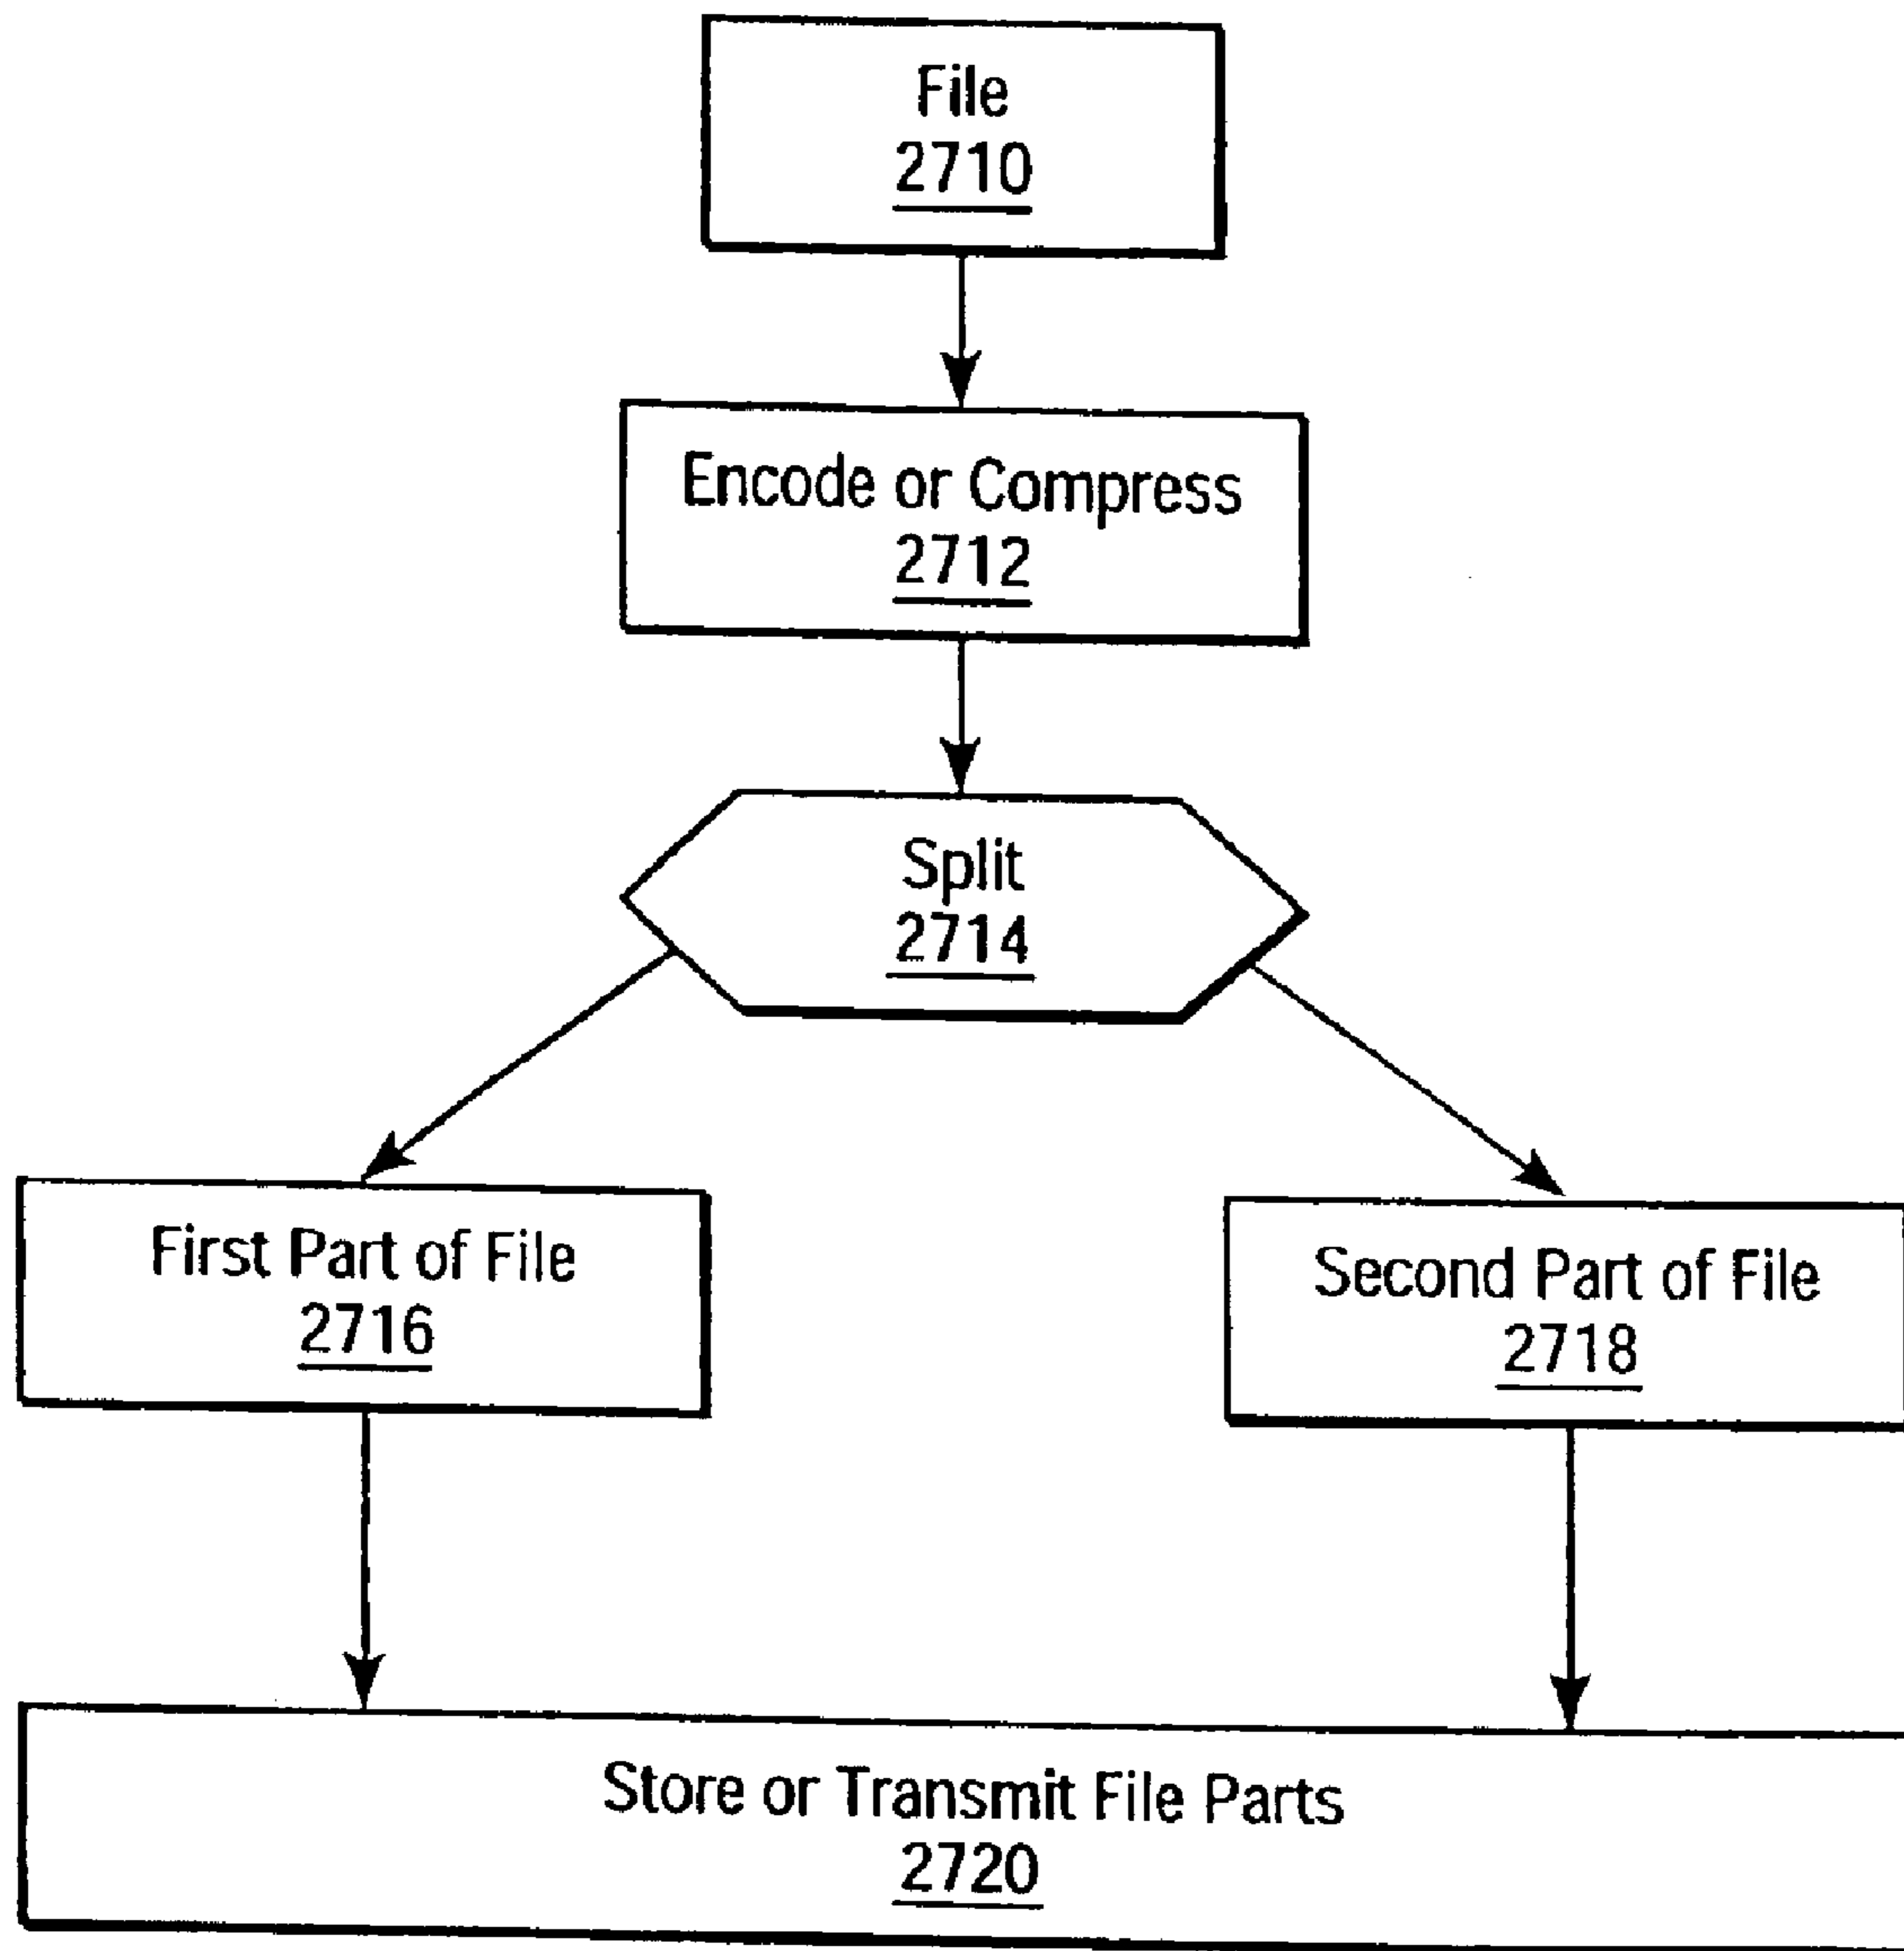 File
2710
Encode or Compress
2712
Split
2714
First Part of File
2716
Second Part of File
2718
Store or Transmit File Parts
2720